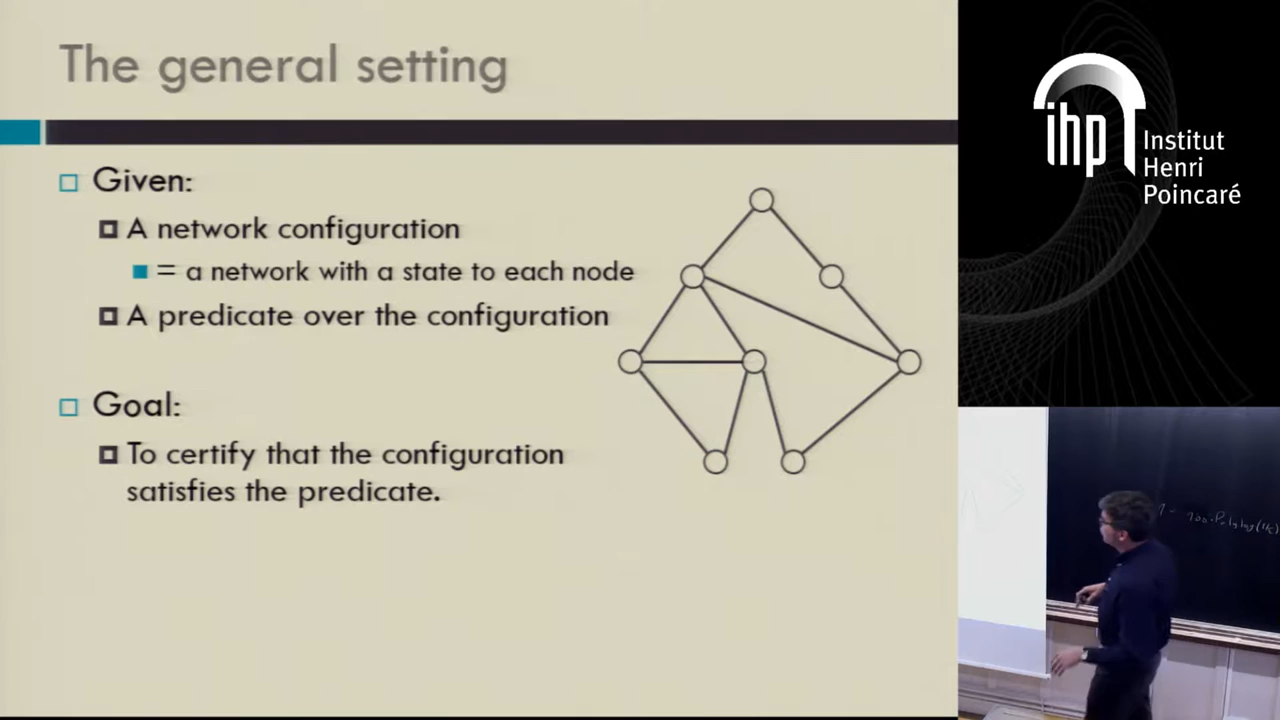 The general setting
Given:
A network configuration
= a network with a state to each node
A predicate over the configuration
Goal:
To certify that the configuration
satisfies the predicate.
ihp
Institut
Henri
Poincaré